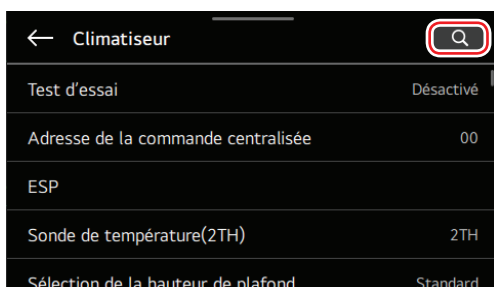 Climatiseur
Test d’essai Désactivé
Adresse de la commande centralisée 00
ESP
Sonde de température(2TH) 2TH
Sélection de la hauteur de plafond Standard